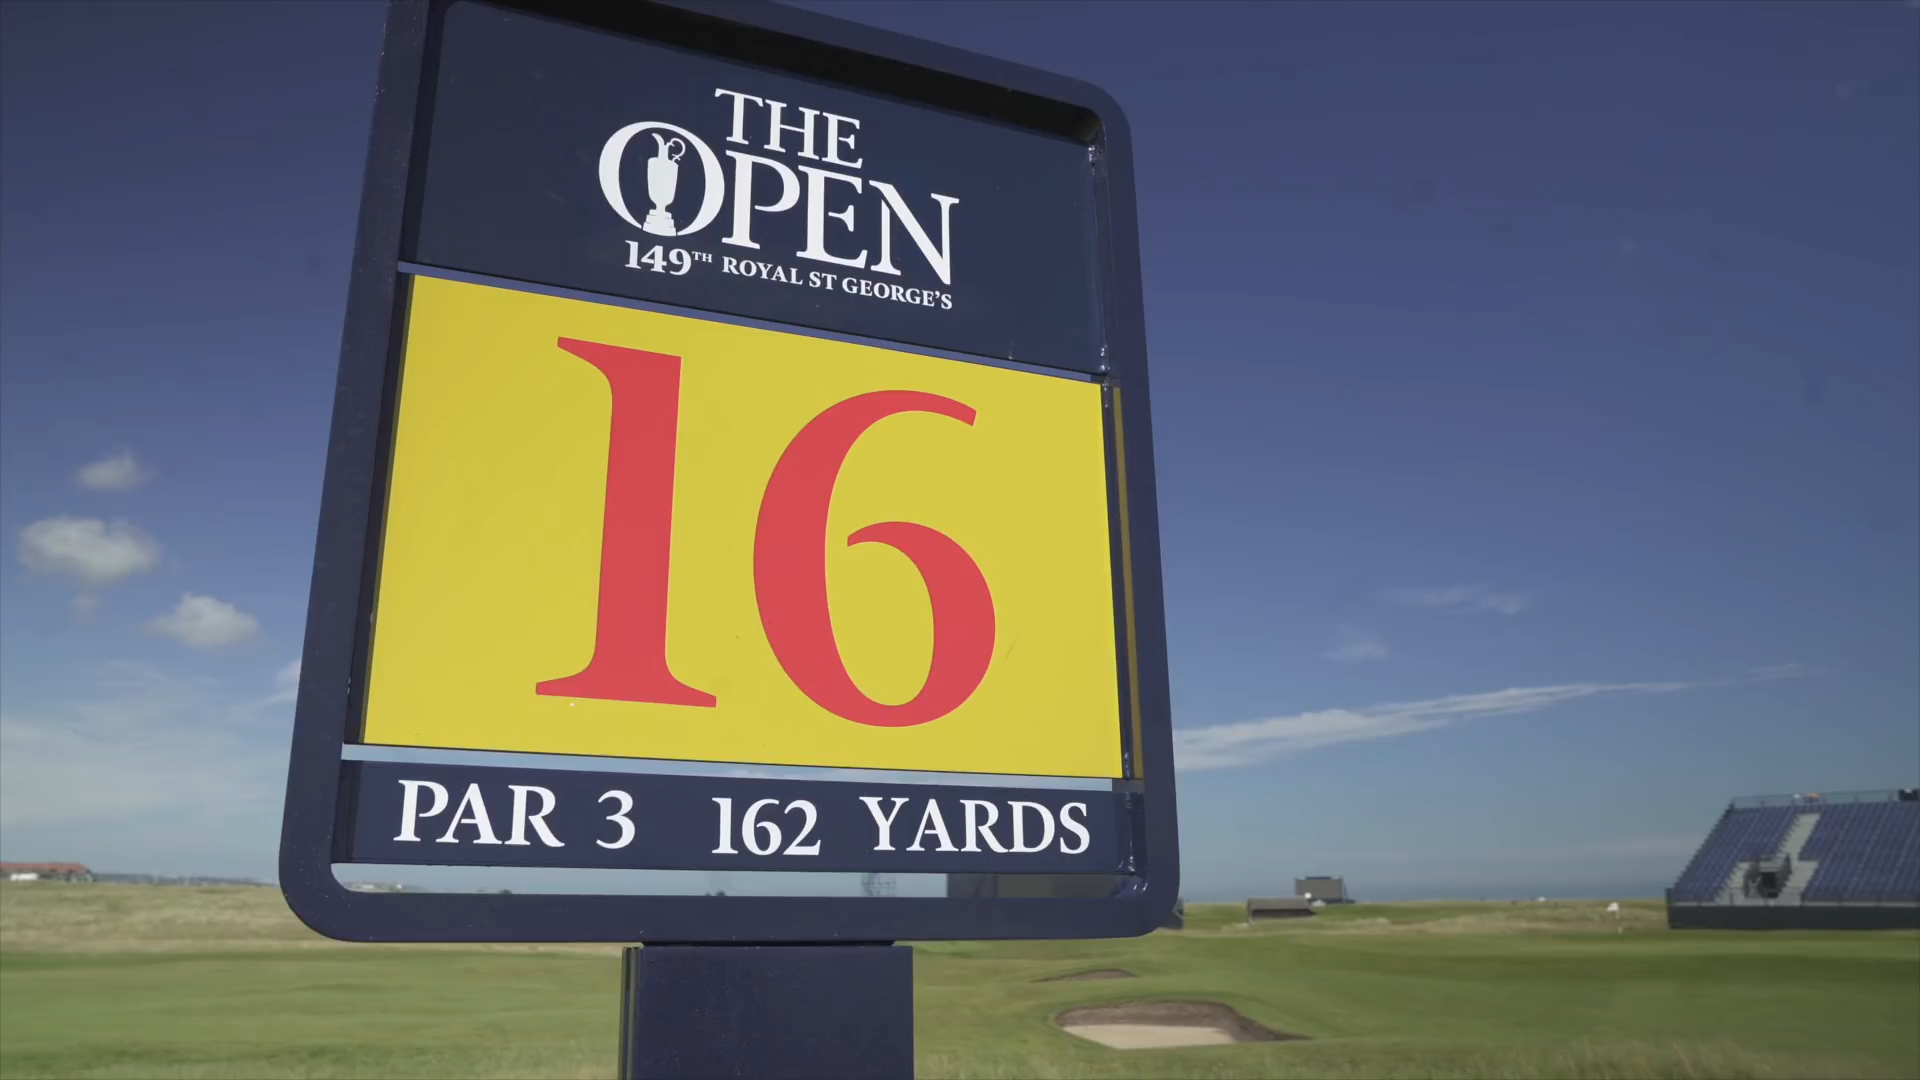 THE
OPEN
149TH ROYAL ST GEORGE'S
16
PAR 3 162 YARDS